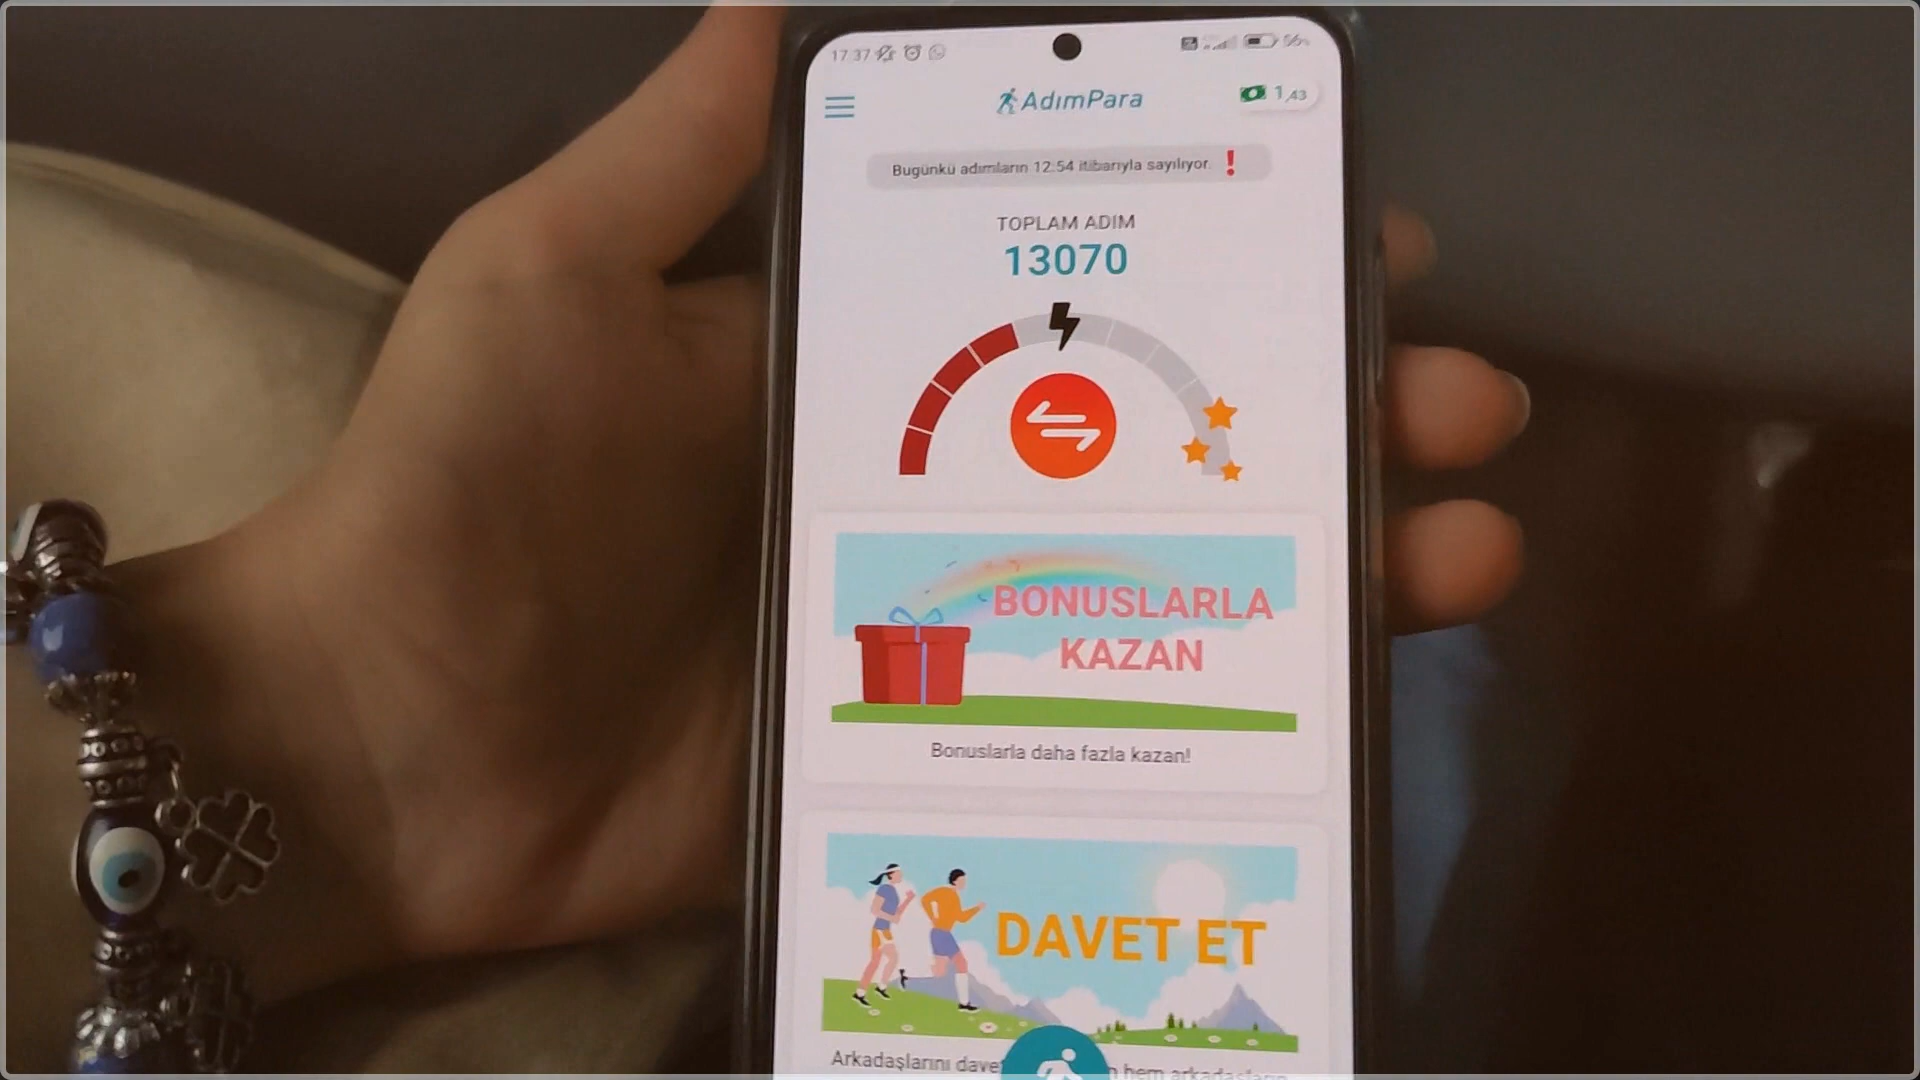 17:37
56
AdımPara
1,43
Bugünkü adımların 12:54 itibarıyla sayılıyor.❗
TOPLAM ADIM
13070
BONUSLARLA
KAZAN
Bonuslarla daha fazla kazan!
DAVET ET
Arkadaşlarını
hem arkadaşların